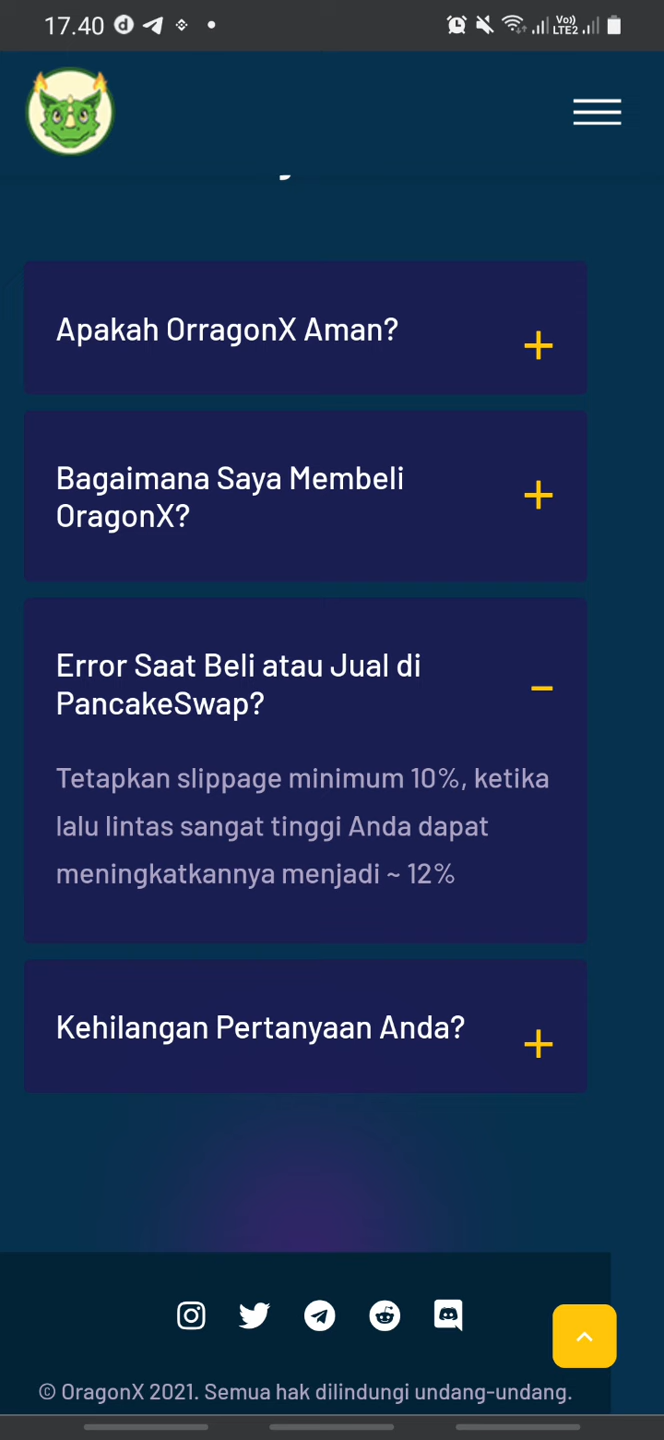 17.40
Vo))
LTE2
Apakah OrragonX Aman?
Bagaimana Saya Membeli
OragonX?
Error Saat Beli atau Jual di
PancakeSwap?
Tetapkan slippage minimum 10%, ketika
lalu lintas sangat tinggi Anda dapat
meningkatkannya menjadi ~ 12%
Kehilangan Pertanyaan Anda?
© OragonX 2021. Semua hak dilindungi undang-undang.